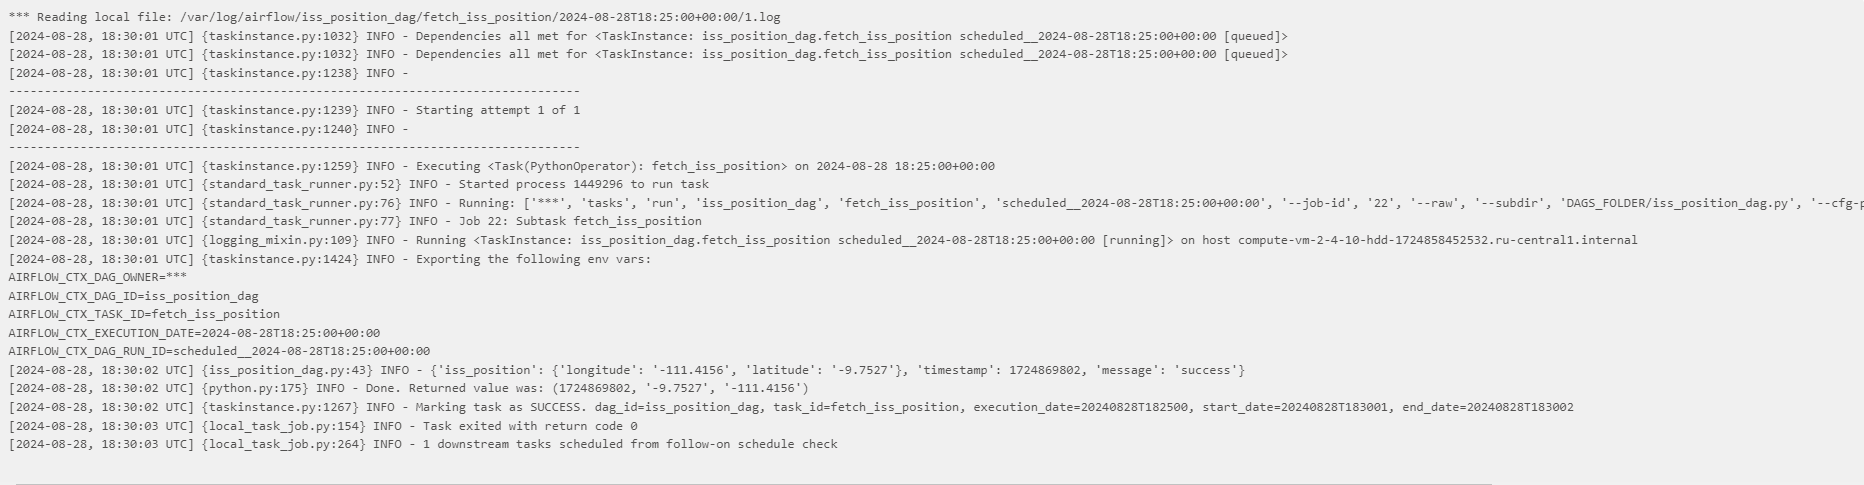 *** Reading local file: /var/log/airflow/iss_position_dag/fetch_iss_position/2024-08-28T18:25:00+00:00/1.log
[2024-08-28, 18:30:01 UTC] {taskinstance.py:1032} INFO - Dependencies all met for <TaskInstance: iss_position_dag.fetch_iss_position scheduled__2024-08-28T18:25:00+00:00 [queued]>
[2024-08-28, 18:30:01 UTC] {taskinstance.py:1032} INFO - Dependencies all met for <TaskInstance: iss_position_dag.fetch_iss_position scheduled__2024-08-28T18:25:00+00:00 [queued]>
[2024-08-28, 18:30:01 UTC] {taskinstance.py:1238} INFO -
--------------------------------------------------------------------------------
[2024-08-28, 18:30:01 UTC] {taskinstance.py:1239} INFO - Starting attempt 1 of 1
[2024-08-28, 18:30:01 UTC] {taskinstance.py:1240} INFO -
--------------------------------------------------------------------------------
[2024-08-28, 18:30:01 UTC] {taskinstance.py:1259} INFO - Executing <Task(PythonOperator): fetch_iss_position> on 2024-08-28 18:25:00+00:00
[2024-08-28, 18:30:01 UTC] {standard_task_runner.py:52} INFO - Started process 1449296 to run task
[2024-08-28, 18:30:01 UTC] {standard_task_runner.py:76} INFO - Running: ['***', 'tasks', 'run', 'iss_position_dag', 'fetch_iss_position', 'scheduled__2024-08-28T18:25:00+00:00', '--job-id', '22', '--raw', '--subdir', 'DAGS_FOLDER/iss_position_dag.py', '--cfg-p
[2024-08-28, 18:30:01 UTC] {standard_task_runner.py:77} INFO - Job 22: Subtask fetch_iss_position
[2024-08-28, 18:30:01 UTC] {logging_mixin.py:109} INFO - Running <TaskInstance: iss_position_dag.fetch_iss_position scheduled__2024-08-28T18:25:00+00:00 [running]> on host compute-vm-2-4-10-hdd-1724858452532.ru-central1.internal
[2024-08-28, 18:30:01 UTC] {taskinstance.py:1424} INFO - Exporting the following env vars:
AIRFLOW_CTX_DAG_OWNER=***
AIRFLOW_CTX_DAG_ID=iss_position_dag
AIRFLOW_CTX_TASK_ID=fetch_iss_position
AIRFLOW_CTX_EXECUTION_DATE=2024-08-28T18:25:00+00:00
AIRFLOW_CTX_DAG_RUN_ID=scheduled__2024-08-28T18:25:00+00:00
[2024-08-28, 18:30:02 UTC] {iss_position_dag.py:43} INFO - {'iss_position': {'longitude': '-111.4156', 'latitude': '-9.7527'}, 'timestamp': 1724869802, 'message': 'success'}
[2024-08-28, 18:30:02 UTC] {python.py:175} INFO - Done. Returned value was: (1724869802, '-9.7527', '-111.4156')
[2024-08-28, 18:30:02 UTC] {taskinstance.py:1267} INFO - Marking task as SUCCESS. dag_id=iss_position_dag, task_id=fetch_iss_position, execution_date=20240828T182500, start_date=20240828T183001, end_date=20240828T183002
[2024-08-28, 18:30:03 UTC] {local_task_job.py:154} INFO - Task exited with return code 0
[2024-08-28, 18:30:03 UTC] {local_task_job.py:264} INFO - 1 downstream tasks scheduled from follow-on schedule check